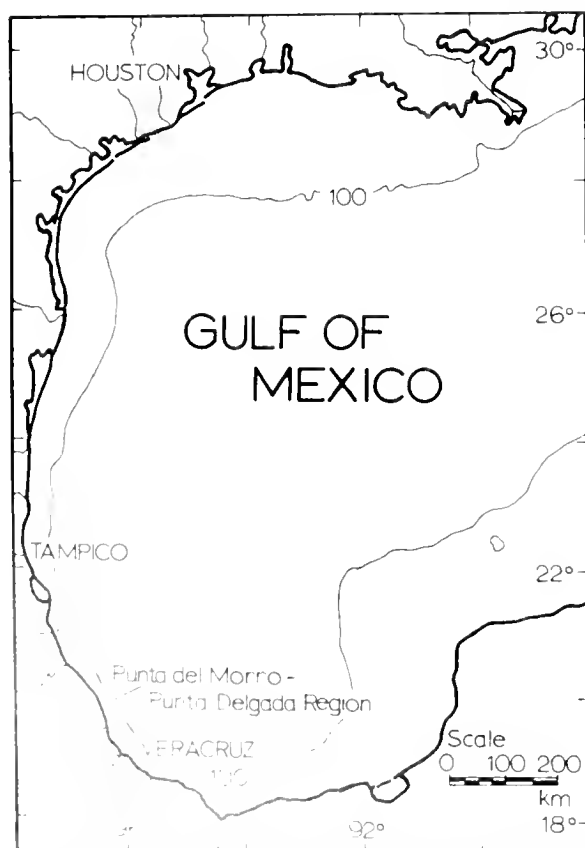 30°
HOUSTON
100
26°
GULF OF
MEXICO
TAMPICO
22°
Punta del Morro-
Punta Delgada Region
VERACRUZ
Scale
0 100 200
km
92°
18°